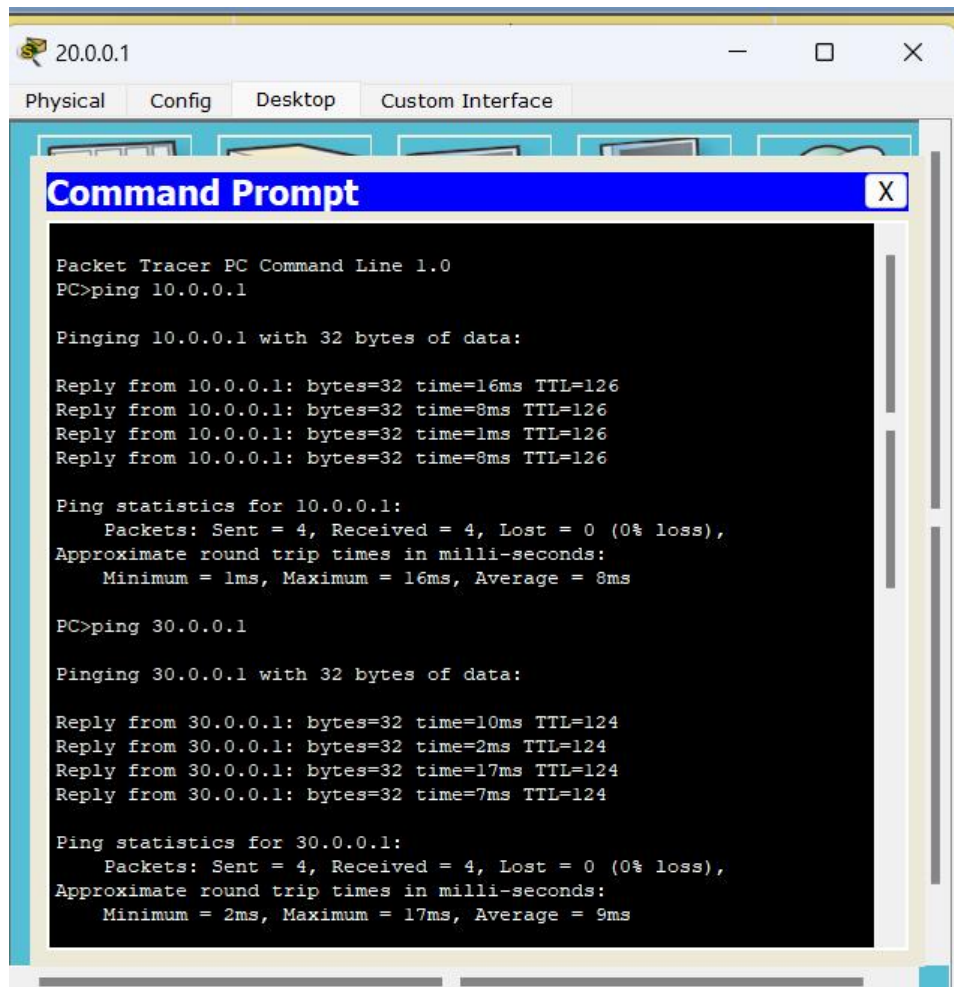 20.0.0.1
Physical Config Desktop Custom Interface
Command Prompt X
Packet Tracer PC Command Line 1.0
PC>ping 10.0.0.1
Pinging 10.0.0.1 with 32 bytes of data:
Reply from 10.0.0.1: bytes=32 time=16ms TTL=126
Reply from 10.0.0.1: bytes=32 time=8ms TTL=126
Reply from 10.0.0.1: bytes=32 time=1ms TTL=126
Reply from 10.0.0.1: bytes=32 time=8ms TTL=126
Ping statistics for 10.0.0.1:
Packets: Sent = 4, Received = 4, Lost = 0 (0% loss),
Approximate round trip times in milli-seconds:
Minimum = 1ms, Maximum = 16ms, Average = 8ms
PC>ping 30.0.0.1
Pinging 30.0.0.1 with 32 bytes of data:
Reply from 30.0.0.1: bytes=32 time=10ms TTL=124
Reply from 30.0.0.1: bytes=32 time=2ms TTL=124
Reply from 30.0.0.1: bytes=32 time=17ms TTL=124
Reply from 30.0.0.1: bytes=32 time=7ms TTL=124
Ping statistics for 30.0.0.1:
Packets: Sent = 4, Received = 4, Lost = 0 (0% loss),
Approximate round trip times in milli-seconds:
Minimum = 2ms, Maximum = 17ms, Average = 9ms